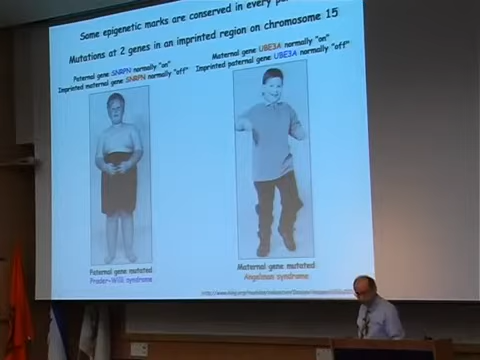 Some epigenetic marks are conserved in every
Mutations at 2 genes in an imprinted region on chromosome 15
Paternal gene SNRPN normally "on"
Imprinted maternal gene SNRPN normally "off"
Maternal gene UBE3A normally "on"
Imprinted paternal gene UBE3A normally "off"
Paternal gene mutated
Prader-Willi syndrome
Maternal gene mutated
Angelman syndrome